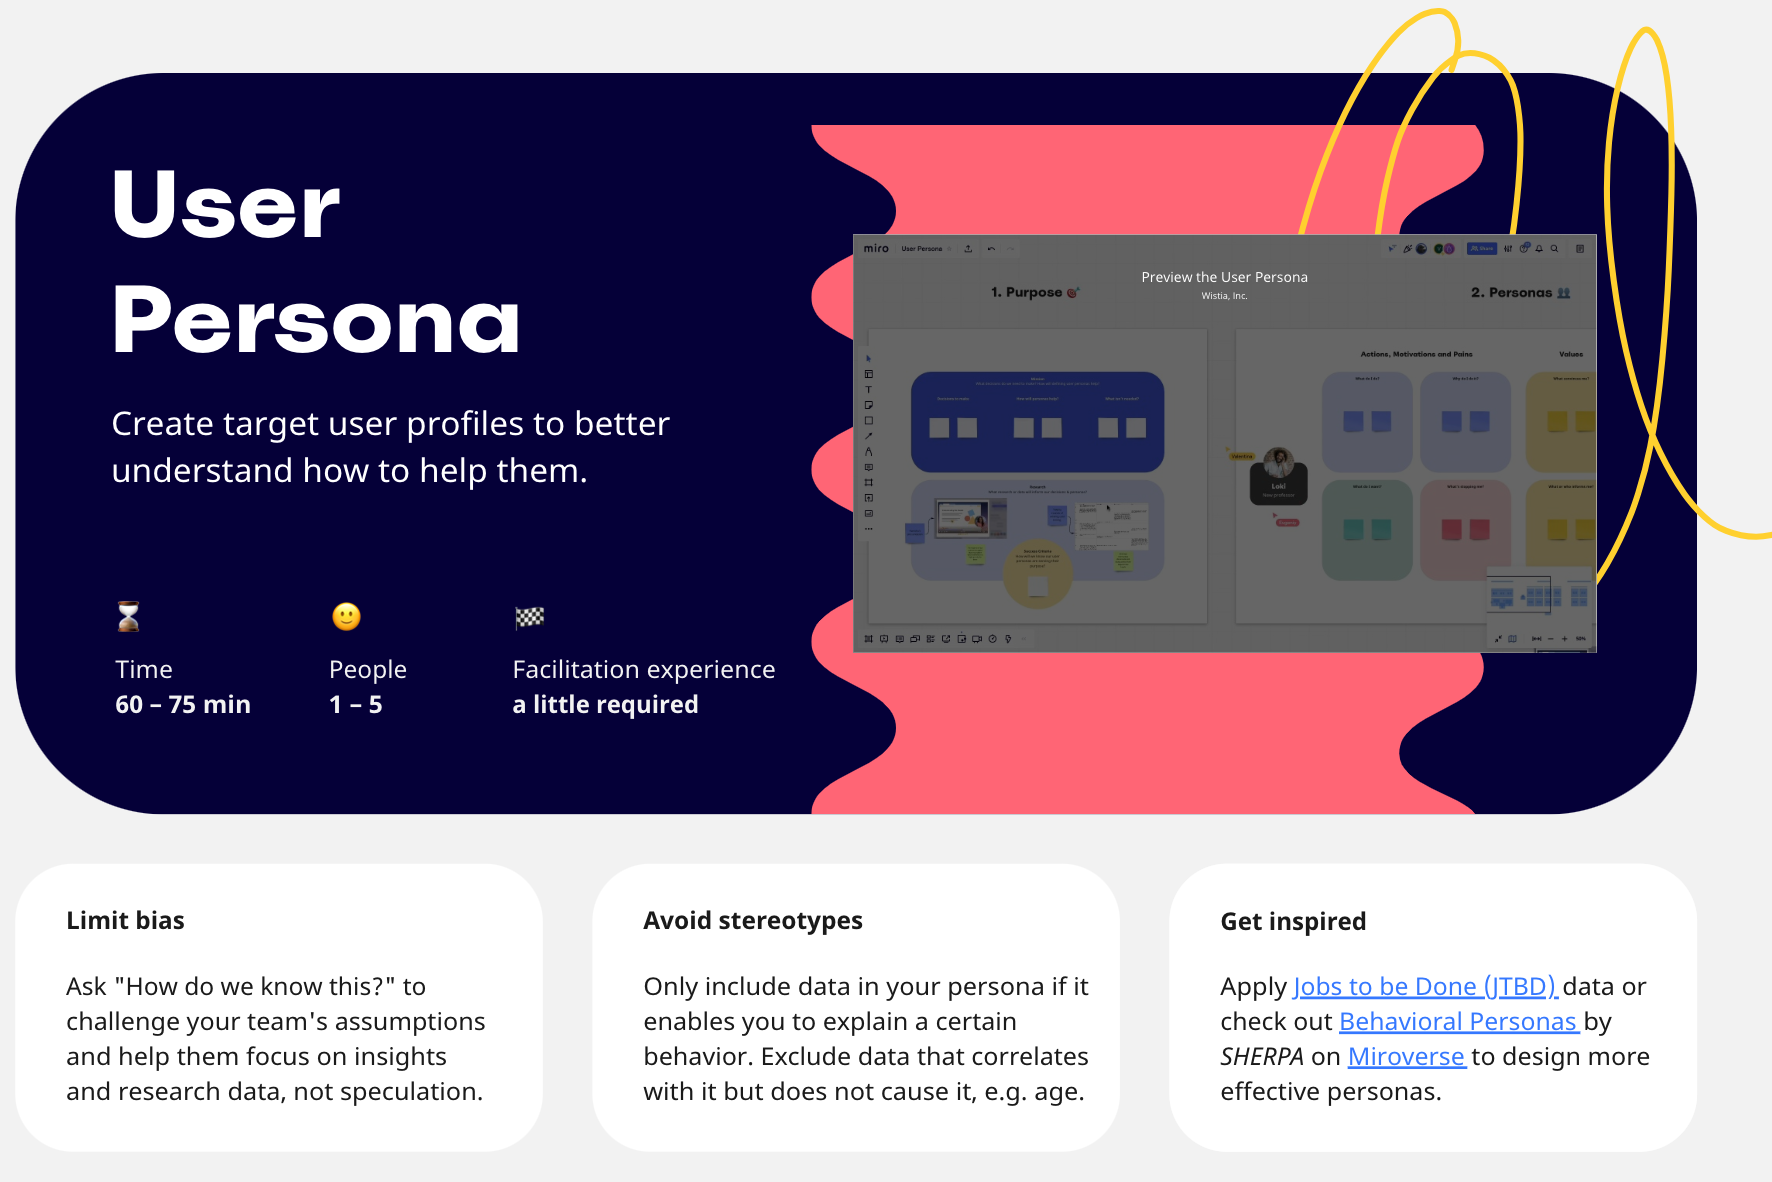 User
Persona
Create target user profiles to better
understand how to help them.
Time
60 – 75 min
People
1 – 5
Facilitation experience
a little required
miro
User Persona
Share
Preview the User Persona
Wistia, Inc.
1. Purpose
2. Personas
Actions, Motivations and Pains
Values
Valentina
Loki
New professor
50%
Limit bias
Ask "How do we know this?" to
challenge your team's assumptions
and help them focus on insights
and research data, not speculation.
Avoid stereotypes
Only include data in your persona if it
enables you to explain a certain
behavior. Exclude data that correlates
with it but does not cause it, e.g. age.
Get inspired
Apply Jobs to be Done (JTBD) data or
check out Behavioral Personas by
SHERPA on Miroverse to design more
effective personas.